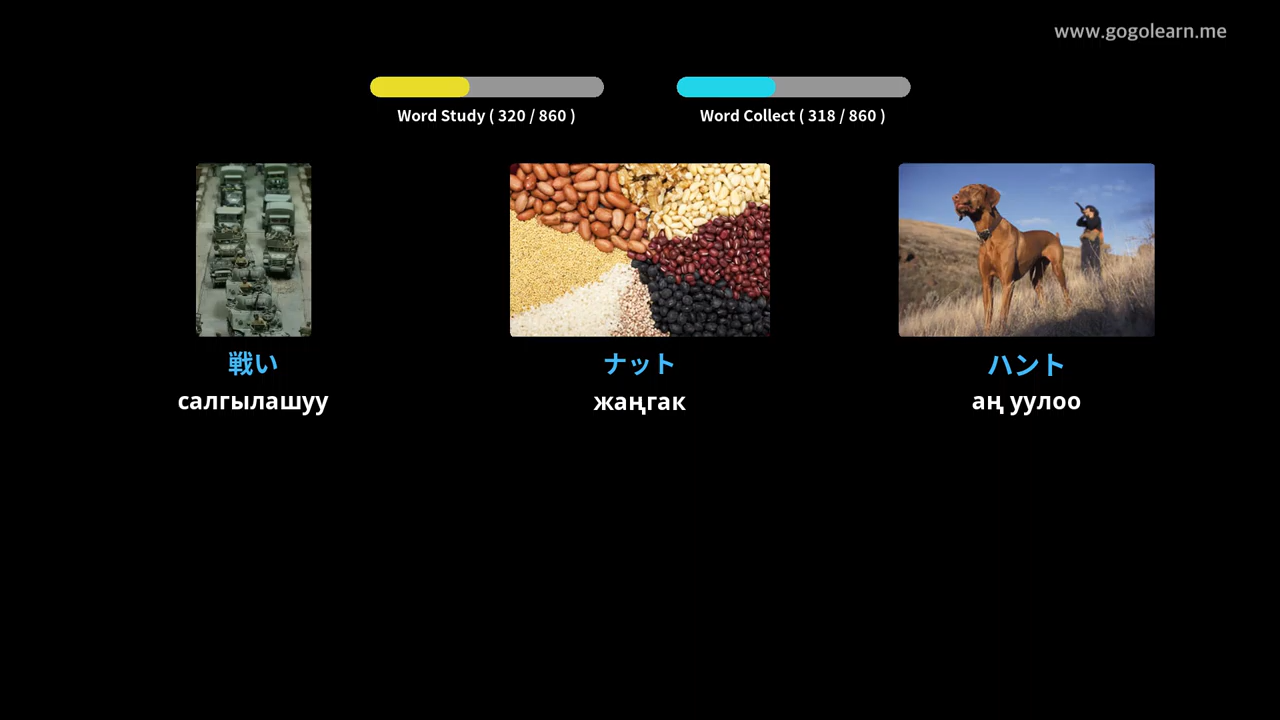 www.gogolearn.me
Word Study ( 320 / 860 )
Word Collect ( 318 / 860 )
戦い
салгылашуу
ナット
жаңгак
ハント
аң уулоо